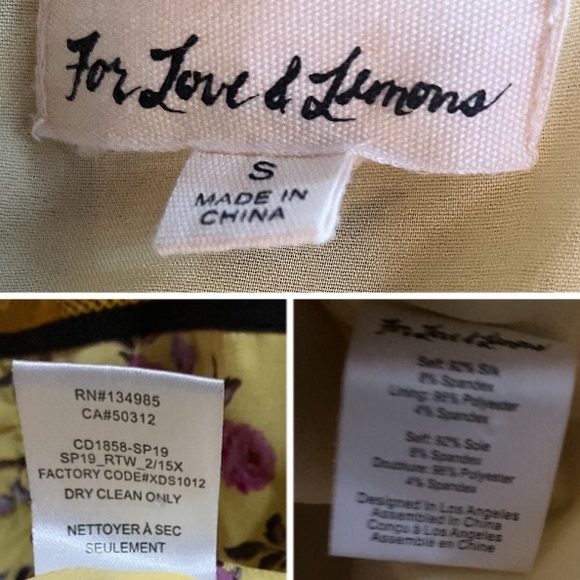 For Love & Lemons
S
MADE IN
CHINA
RN#134985
CA#50312
CD1858-SP19
SP19_RTW_2/15X
FACTORY CODE#XDS1012
DRY CLEAN ONLY
NETTOYER À SEC
SEULEMENT
For Love & Lemons
Self: 92% Silk
8% Spandex
Lining: 96% Polyester
4% Spandex
Self: 92% Soie
8% Spandex
Doublure: 96% Polyester
4% Spandex
Designed in Los Angeles
Assembled in China
Conçu à Los Angeles
Assemblé en Chine